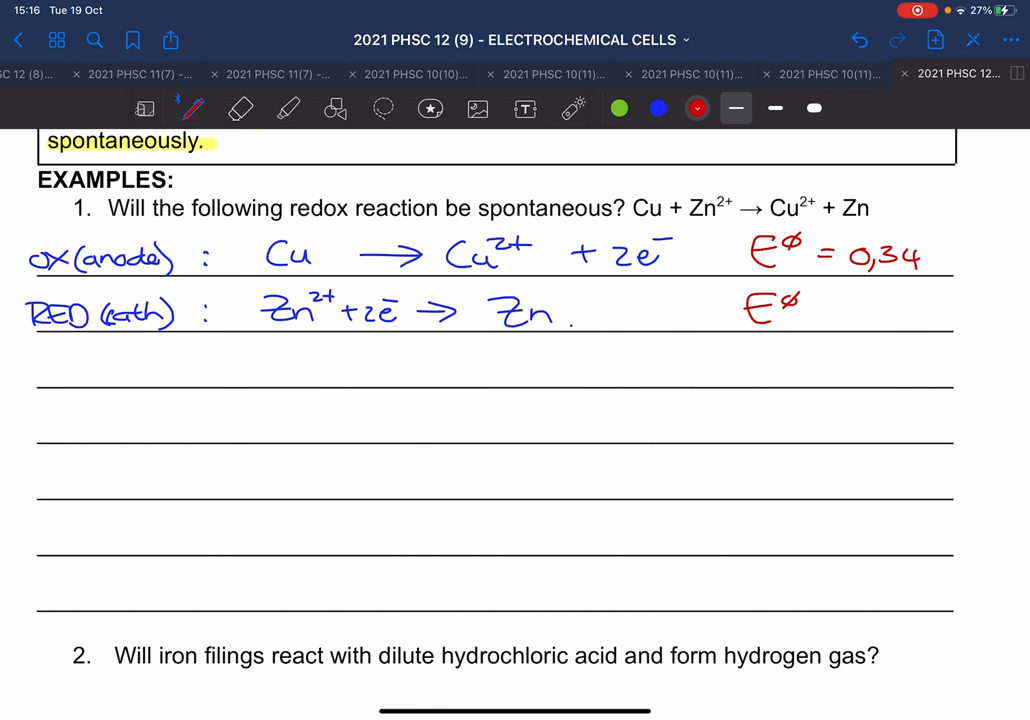 15:16 Tue 19 Oct 27%
2021 PHSC 12 (9) - ELECTROCHEMICAL CELLS
SC 12 (8)... × 2021 PHSC 11(7) -... × 2021 PHSC 11(7) -... × 2021 PHSC 10(10)... × 2021 PHSC 10(11)... × 2021 PHSC 10(11)... × 2021 PHSC 10(11)... × 2021 PHSC 12...
spontaneously.
EXAMPLES:
1. Will the following redox reaction be spontaneous? Cu + Zn²⁺ → Cu²⁺ + Zn
OX (anode) : Cu → Cu²⁺ + 2e⁻ E^ø = 0,34
RED (cath) : Zn²⁺ + 2e⁻ → Zn. E^ø
2. Will iron filings react with dilute hydrochloric acid and form hydrogen gas?